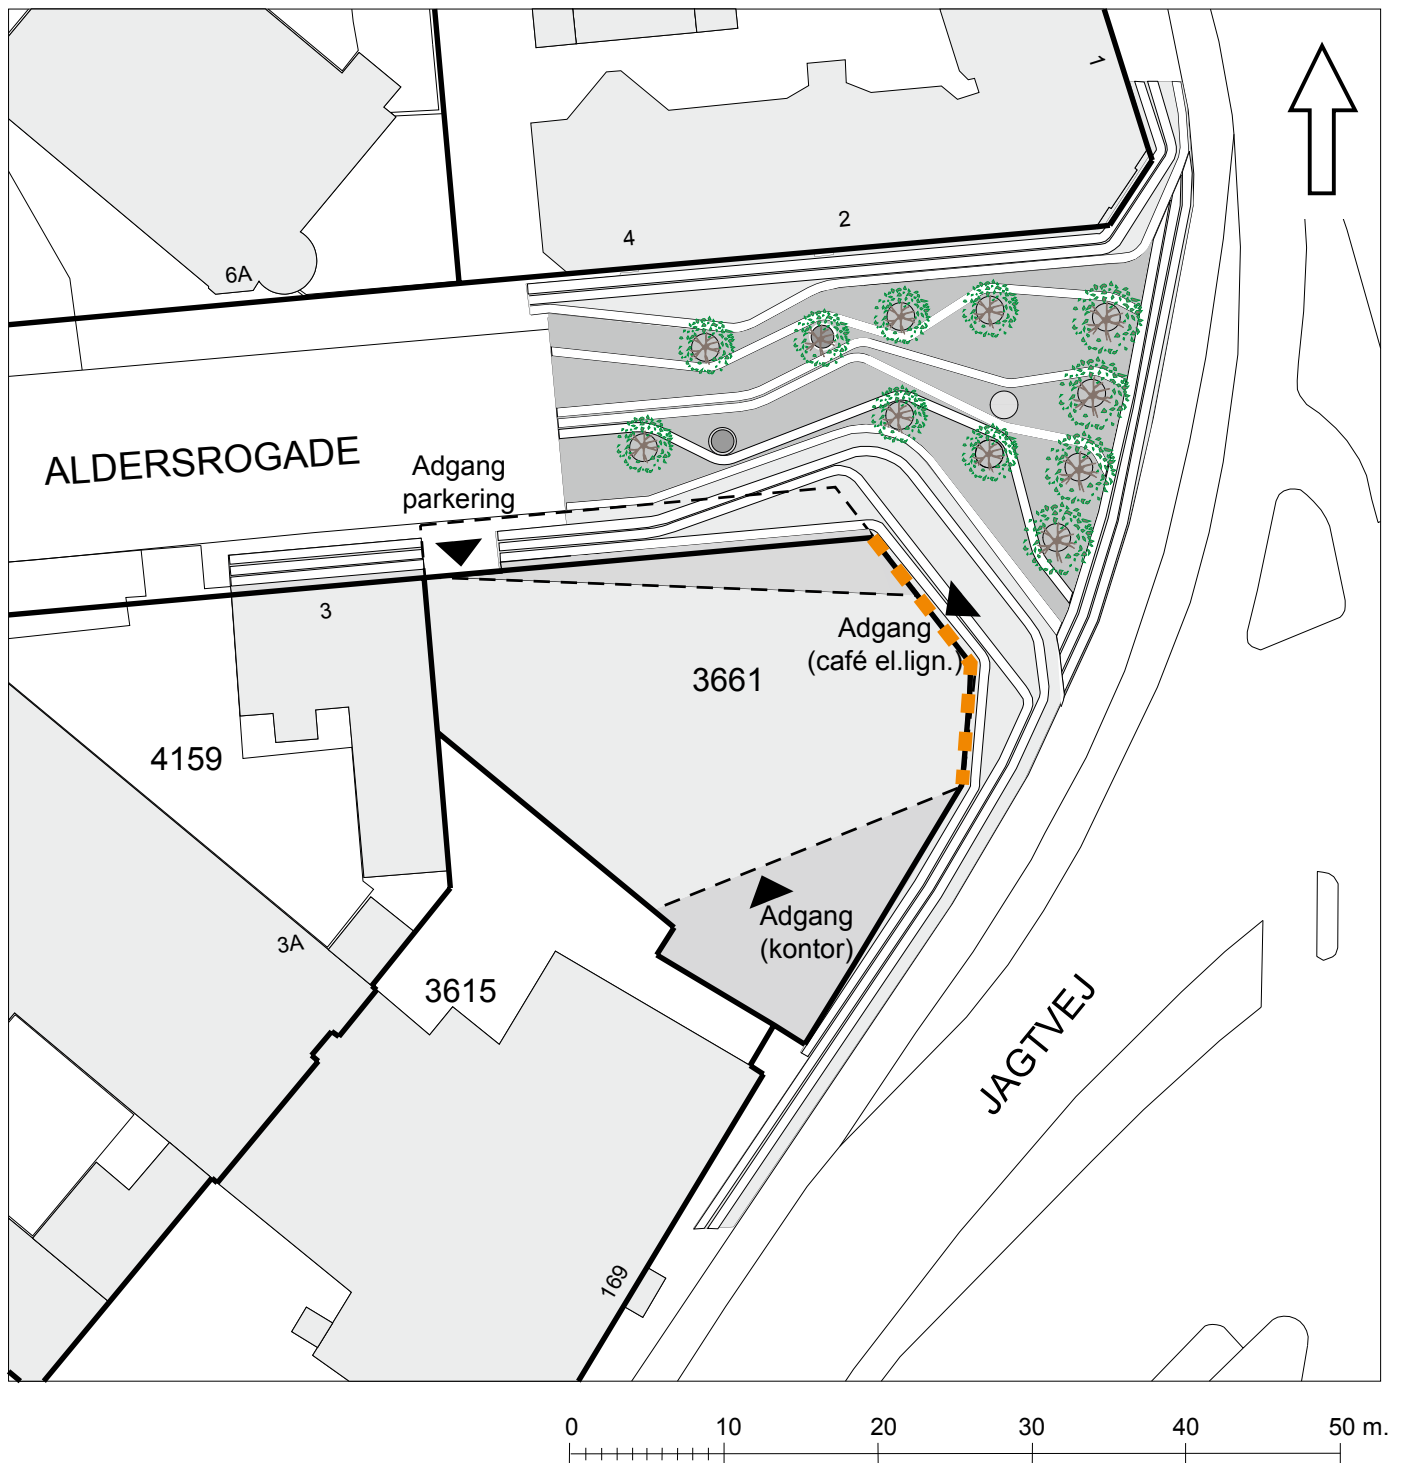 1
2
4
6A
ALDERSROGADE
Adgang
parkering
3
Adgang
(café el.lign.)
3661
4159
Adgang
(kontor)
3A
3615
JAGTVEJ
169
0 10 20 30 40 50 m.